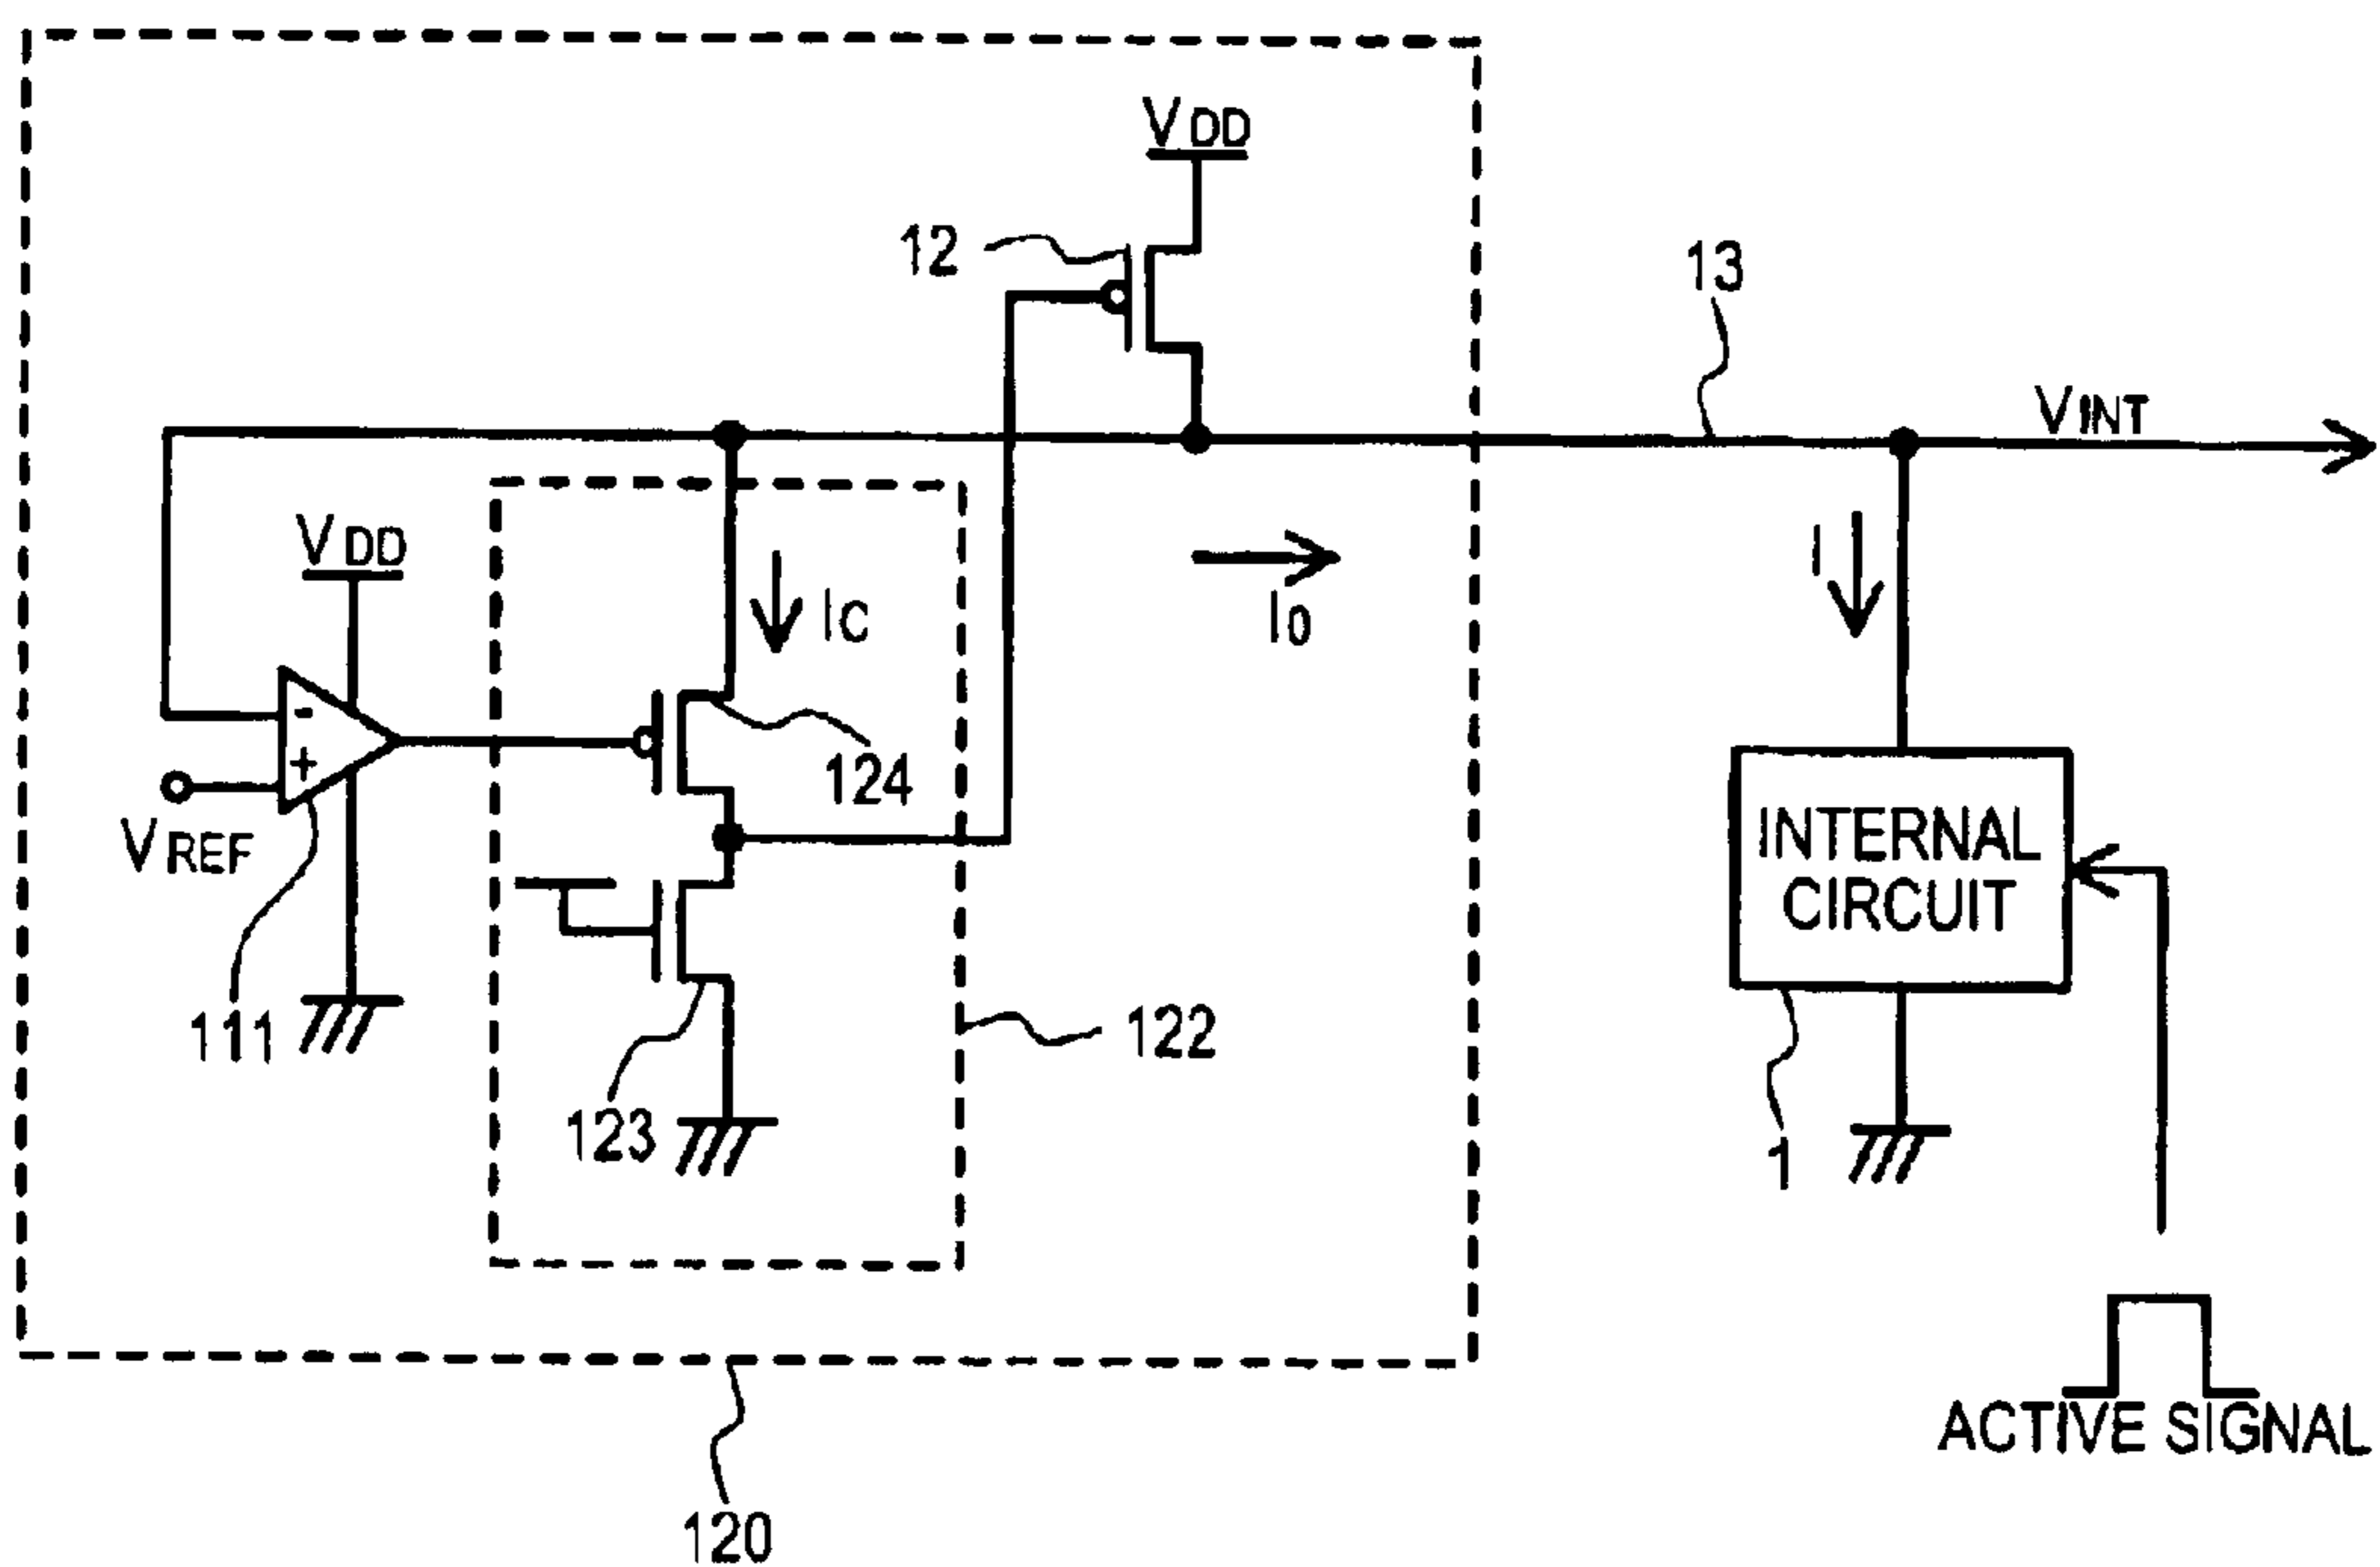 VDD
12
13
VINT
VDD
IC
I0
I
-
+
VREF
124
INTERNAL
CIRCUIT
111
122
123
1
ACTIVE SIGNAL
120